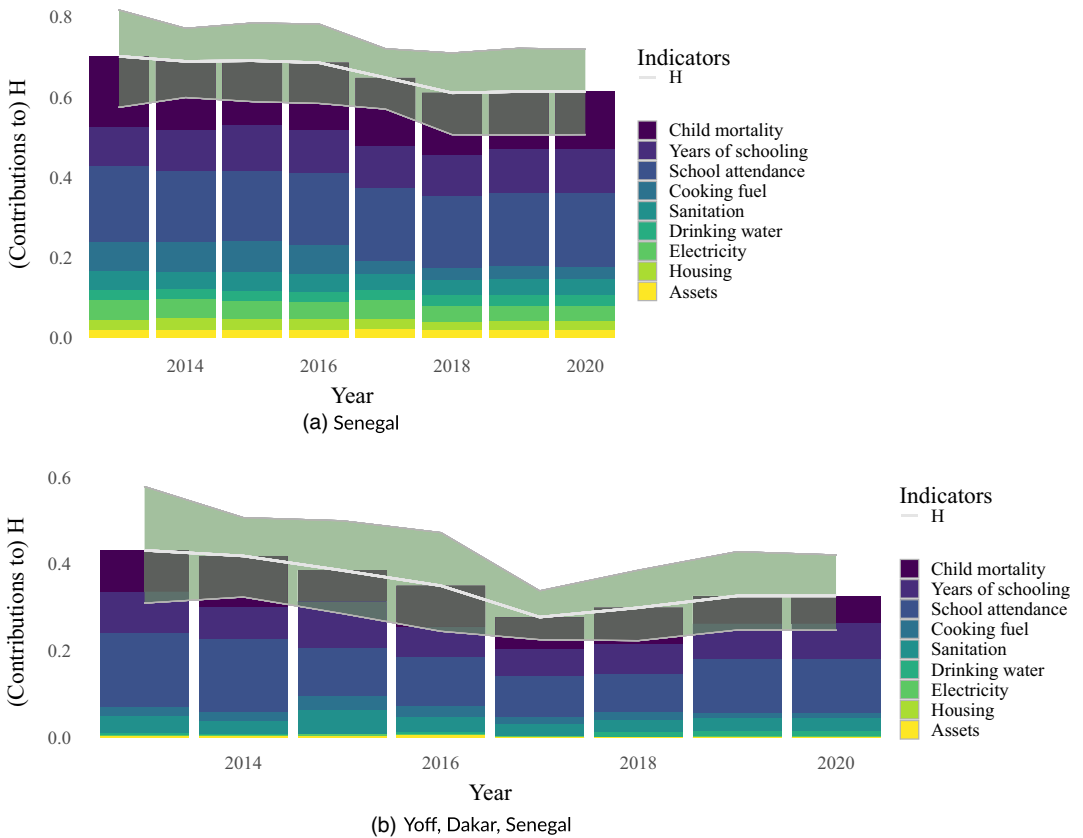 0.8
0.6
0.4
0.2
0.0
(Contributions to) H
2014
2016
2018
2020
Year
Indicators
H
Child mortality
Years of schooling
School attendance
Cooking fuel
Sanitation
Drinking water
Electricity
Housing
Assets
(a) Senegal
0.6
0.4
0.2
0.0
(Contributions to) H
2014
2016
2018
2020
Year
Indicators
H
Child mortality
Years of schooling
School attendance
Cooking fuel
Sanitation
Drinking water
Electricity
Housing
Assets
(b) Yoff, Dakar, Senegal